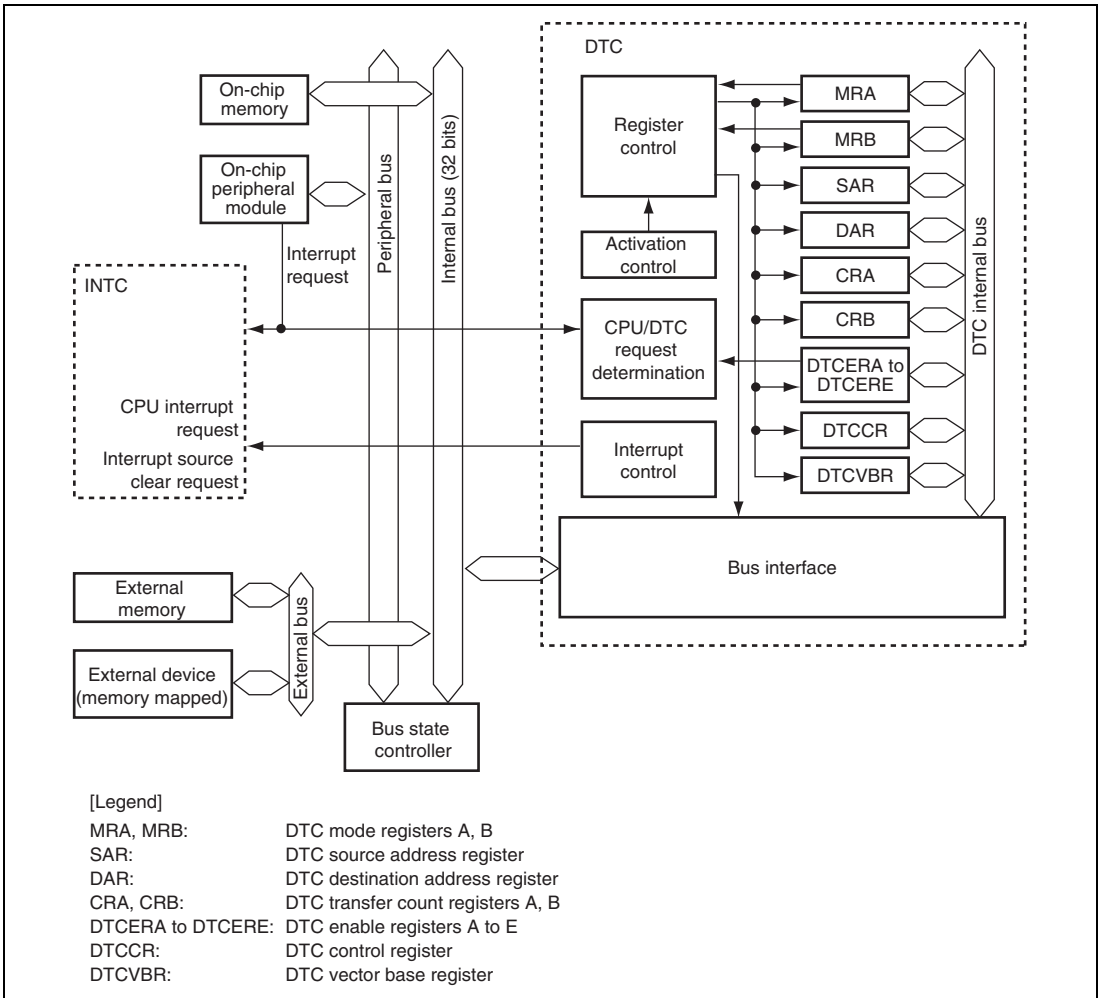 DTC
On-chip
memory
On-chip
peripheral
module
Interrupt
request
Peripheral bus
Internal bus (32 bits)
INTC
CPU interrupt
request
Interrupt source
clear request
Register
control
Activation
control
CPU/DTC
request
determination
Interrupt
control
MRA
MRB
SAR
DAR
CRA
CRB
DTCERA to
DTCERE
DTCCR
DTCVBR
DTC internal bus
Bus interface
External
memory
External device
(memory mapped)
External bus
Bus state
controller
[Legend]
MRA, MRB: DTC mode registers A, B
SAR: DTC source address register
DAR: DTC destination address register
CRA, CRB: DTC transfer count registers A, B
DTCERA to DTCERE: DTC enable registers A to E
DTCCR: DTC control register
DTCVBR: DTC vector base register